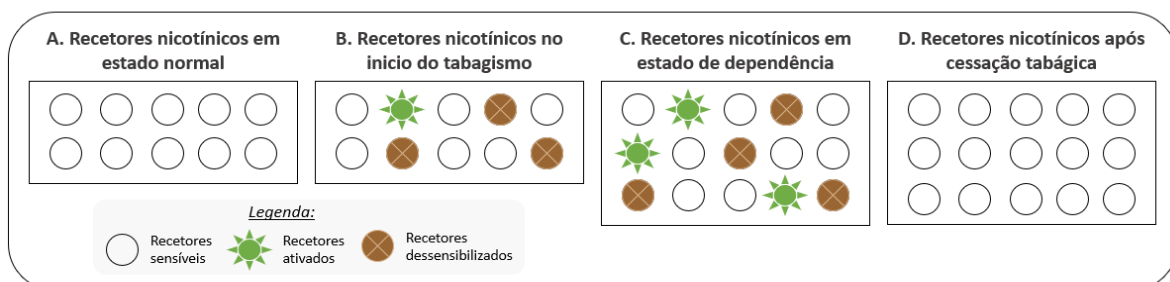 A. Recetores nicotínicos em
estado normal
B. Recetores nicotínicos no
inicio do tabagismo
C. Recetores nicotínicos em
estado de dependência
D. Recetores nicotínicos após
cessação tabágica
Legenda:
Recetores
sensíveis
Recetores
ativados
Recetores
dessensibilizados